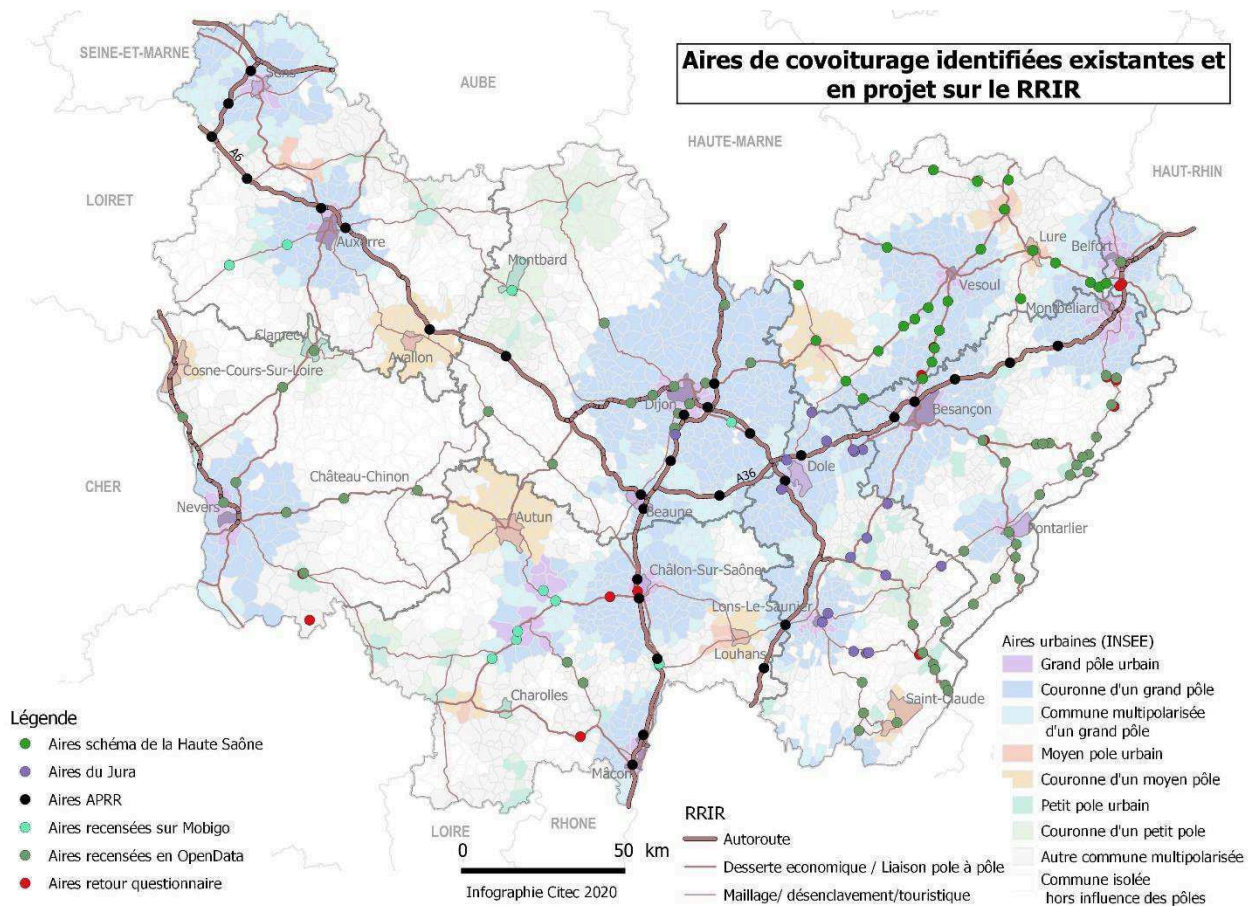 Aires de covoiturage identifiées existantes et
en projet sur le RRIR
SEINE-ET-MARNE
AUBE
HAUTE-MARNE
HAUT-RHIN
LOIRET
CHER
LOIRE
RHONE
Sens
A6
Auxerre
Montbard
Clamecy
Avallon
Cosne-Cours-Sur-Loire
Lure
Belfort
Vesoul
Montbéliard
Dijon
Besançon
Dole
A36
Château-Chinon
Nevers
Autun
Beaune
Pontarlier
Châlon-Sur-Saône
Lons-Le-Saunier
Louhans
Charolles
Saint-Claude
Mâcon
Légende
Aires schéma de la Haute Saône
Aires du Jura
Aires APRR
Aires recensées sur Mobigo
Aires recensées en OpenData
Aires retour questionnaire
0 50 km
Infographie Citec 2020
RRIR
Autoroute
Desserte economique / Liaison pole à pôle
Maillage/ désenclavement/touristique
Aires urbaines (INSEE)
Grand pôle urbain
Couronne d'un grand pôle
Commune multipolarisée
d'un grand pôle
Moyen pole urbain
Couronne d'un moyen pôle
Petit pole urbain
Couronne d'un petit pole
Autre commune multipolarisée
Commune isolée
hors influence des pôles